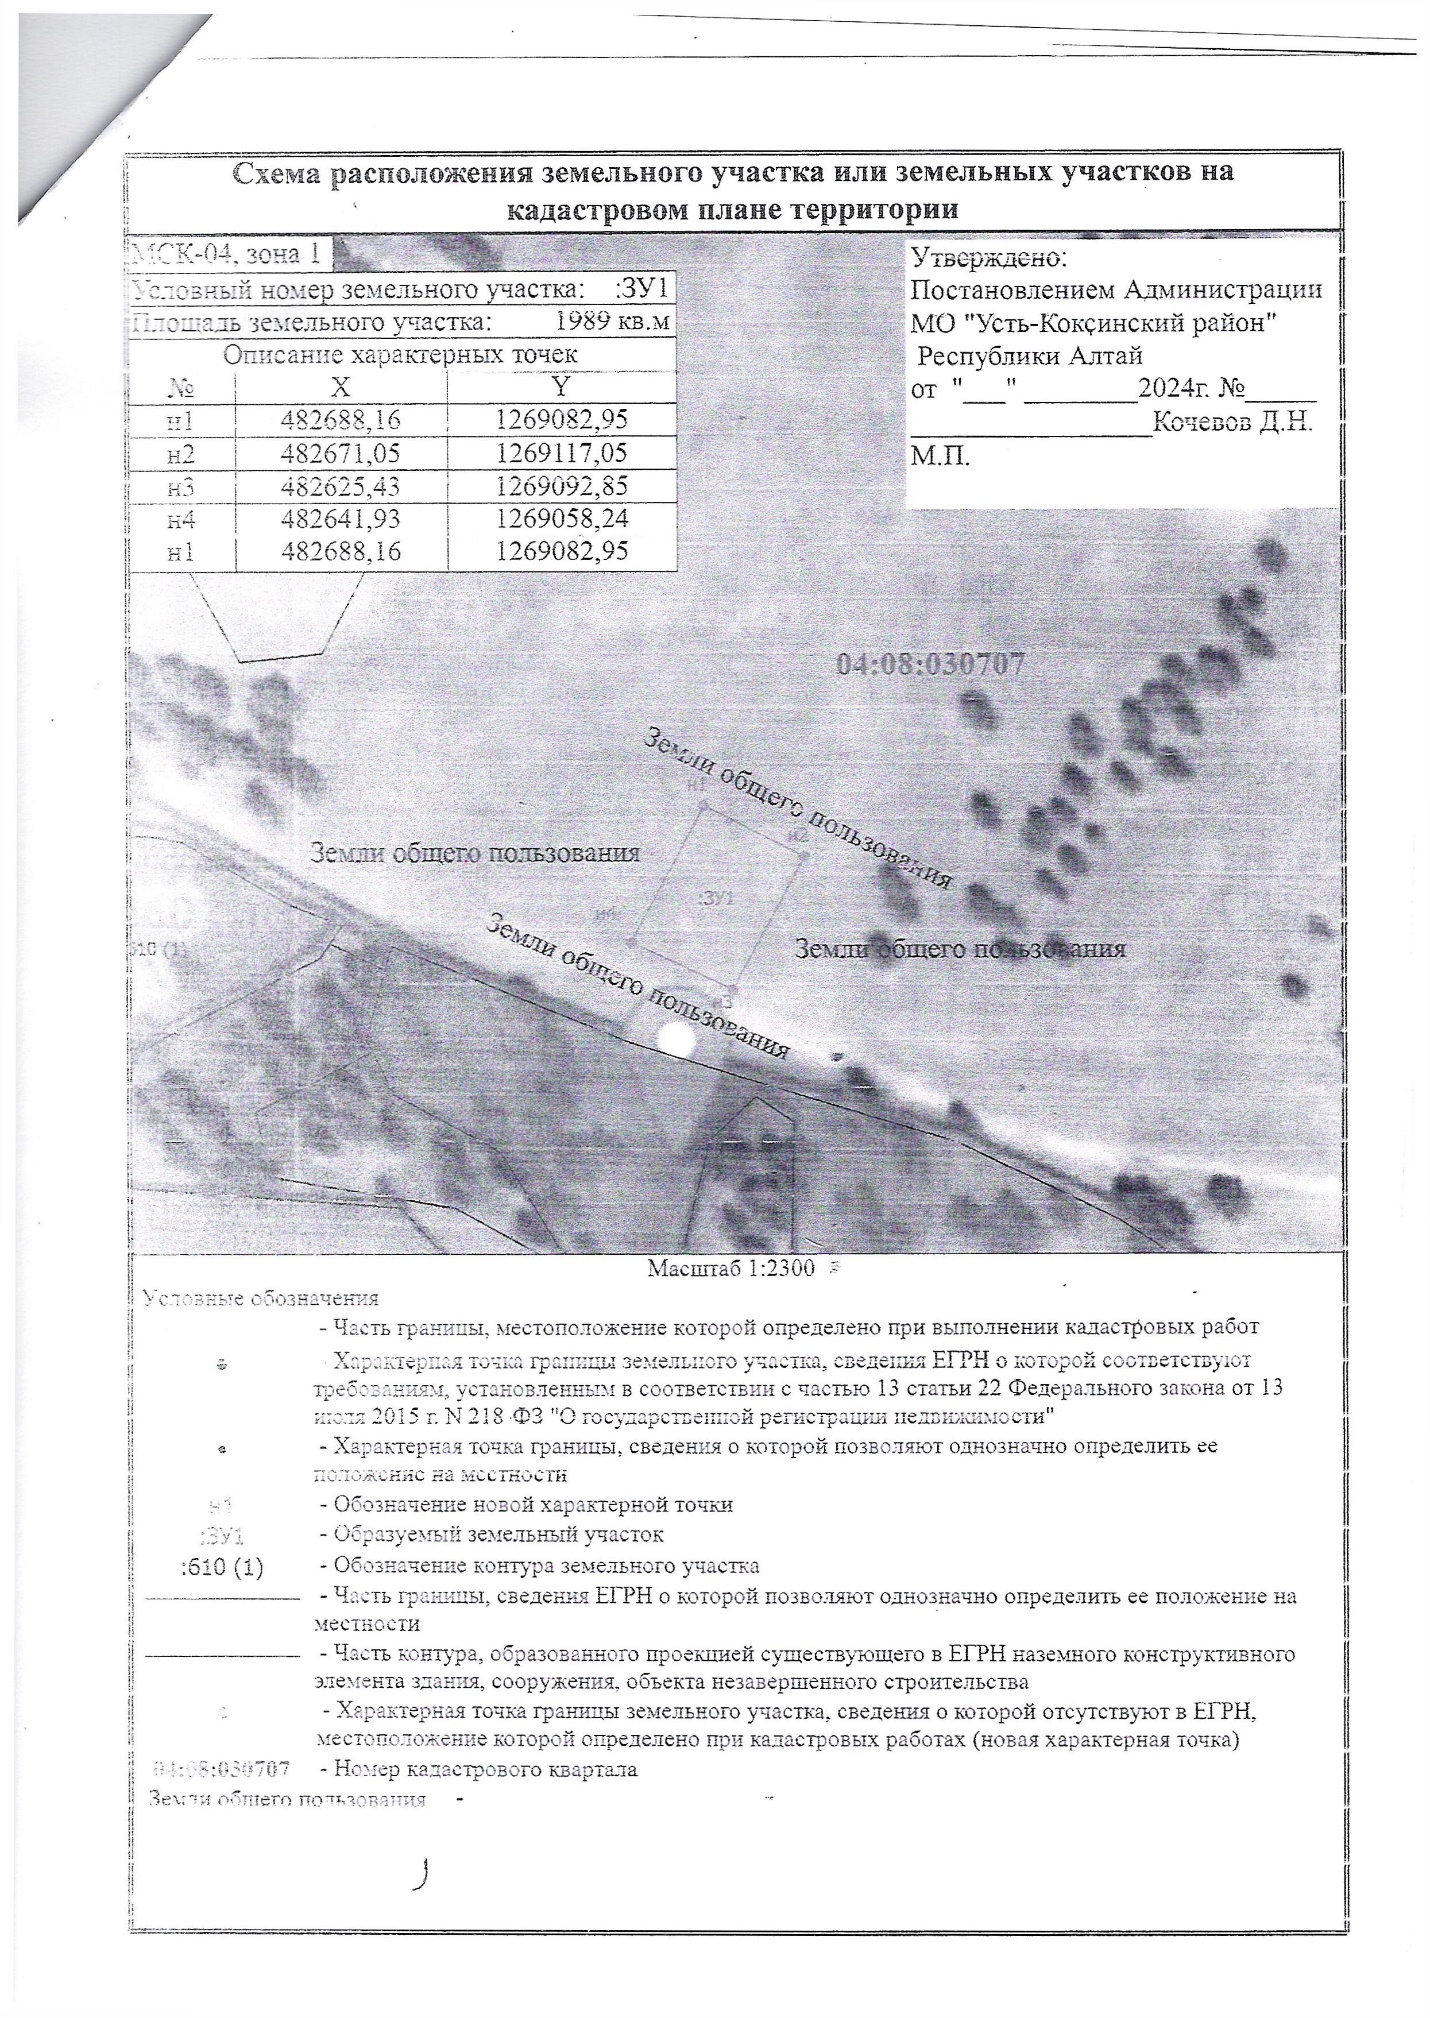 Схема расположения земельного участка или земельных участков на
кадастровом плане территории
МСК-04, зона 1
Условный номер земельного участка: :ЗУ1
Площадь земельного участка: 1989 кв.м
Описание характерных точек
№ X Y
н1 482688,16 1269082,95
н2 482671,05 1269117,05
н3 482625,43 1269092,85
н4 482641,93 1269058,24
н1 482688,16 1269082,95
Утверждено:
Постановлением Администрации
МО "Усть-Коксинский район"
Республики Алтай
от "___" ________2024г. №_____
_________________Кочевов Д.Н.
М.П.
04:08:030707
Земли общего пользования
н1
н2
Земли общего пользования
:ЗУ1
н4
Земли общего пользования
Земли общего пользования
610 (1)
н3
Масштаб 1:2300
Условные обозначения
- Часть границы, местоположение которой определено при выполнении кадастровых работ
Характерная точка границы земельного участка, сведения ЕГРН о которой соответствуют
требованиям, установленным в соответствии с частью 13 статьи 22 Федерального закона от 13
июля 2015 г. N 218-ФЗ "О государственной регистрации недвижимости"
- Характерная точка границы, сведения о которой позволяют однозначно определить ее
положение на местности
н1 - Обозначение новой характерной точки
:ЗУ1 - Образуемый земельный участок
:610 (1) - Обозначение контура земельного участка
- Часть границы, сведения ЕГРН о которой позволяют однозначно определить ее положение на
местности
- Часть контура, образованного проекцией существующего в ЕГРН наземного конструктивного
элемента здания, сооружения, объекта незавершенного строительства
- Характерная точка границы земельного участка, сведения о которой отсутствуют в ЕГРН,
местоположение которой определено при кадастровых работах (новая характерная точка)
04:08:030707 - Номер кадастрового квартала
Земли общего пользования -